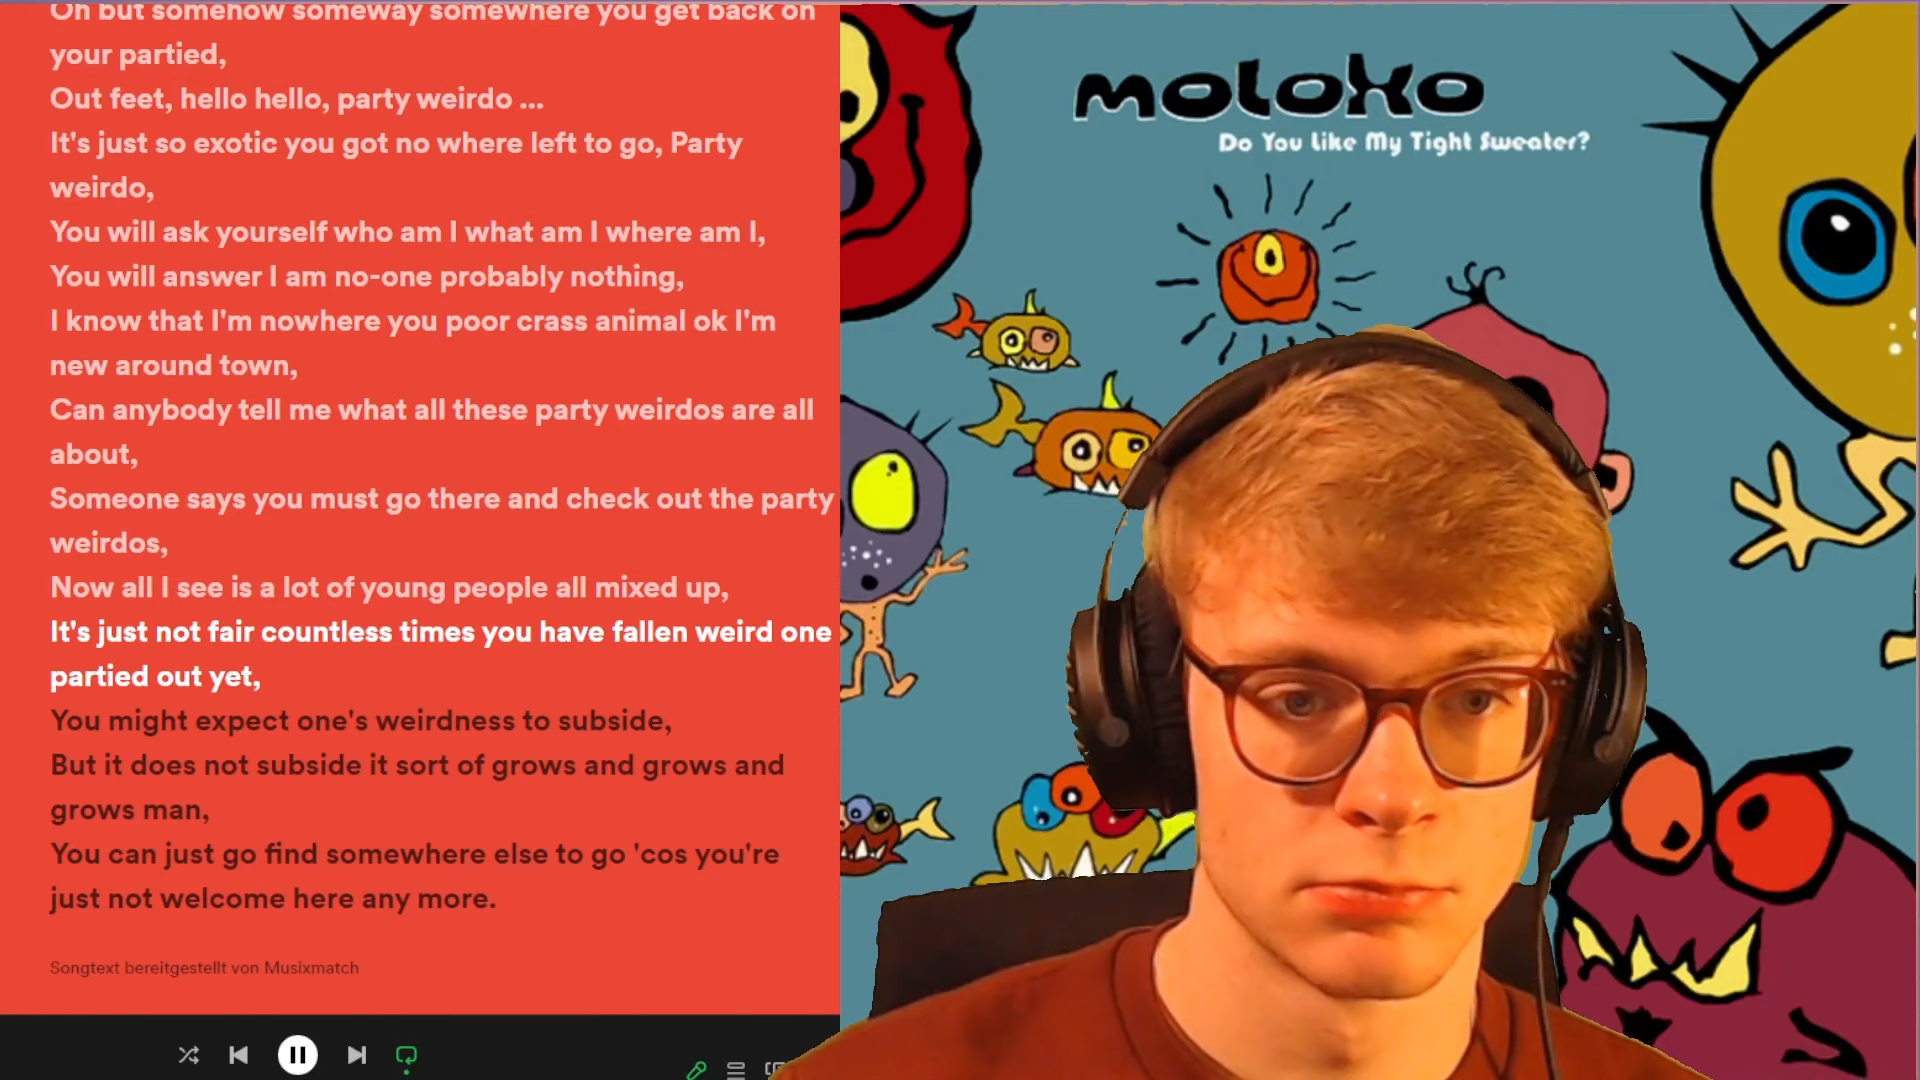 Oh but somehow someway somewhere you get back on
your partied,
Out feet, hello hello, party weirdo ...
It's just so exotic you got no where left to go, Party
weirdo,
You will ask yourself who am I what am I where am I,
You will answer I am no-one probably nothing,
I know that I'm nowhere you poor crass animal ok I'm
new around town,
Can anybody tell me what all these party weirdos are all
about,
Someone says you must go there and check out the party
weirdos,
Now all I see is a lot of young people all mixed up,
It's just not fair countless times you have fallen weird one
partied out yet,
You might expect one's weirdness to subside,
But it does not subside it sort of grows and grows and
grows man,
You can just go find somewhere else to go 'cos you're
just not welcome here any more.
Songtext bereitgestellt von Musixmatch
moloko
Do You Like My Tight Sweater?